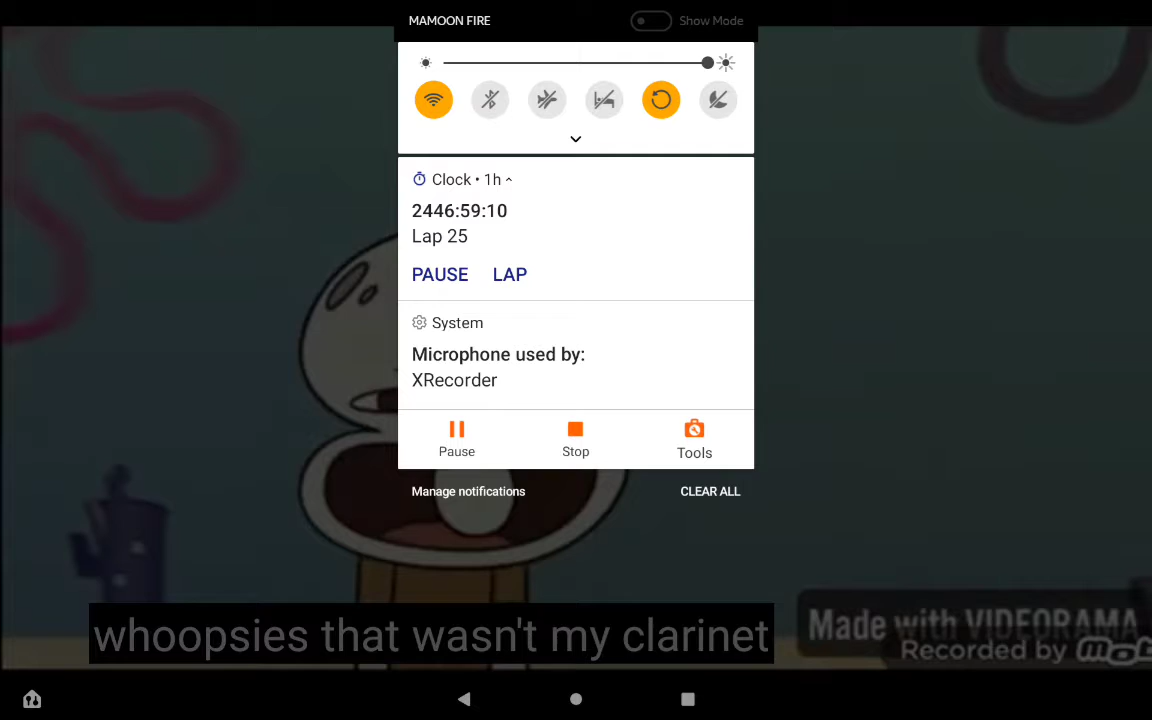 MAMOON FIRE
Show Mode
Clock • 1h
2446:59:10
Lap 25
PAUSE LAP
System
Microphone used by:
XRecorder
Pause Stop Tools
Manage notifications CLEAR ALL
whoopsies that wasn't my clarinet
Made with VIDEORAMA
Recorded by